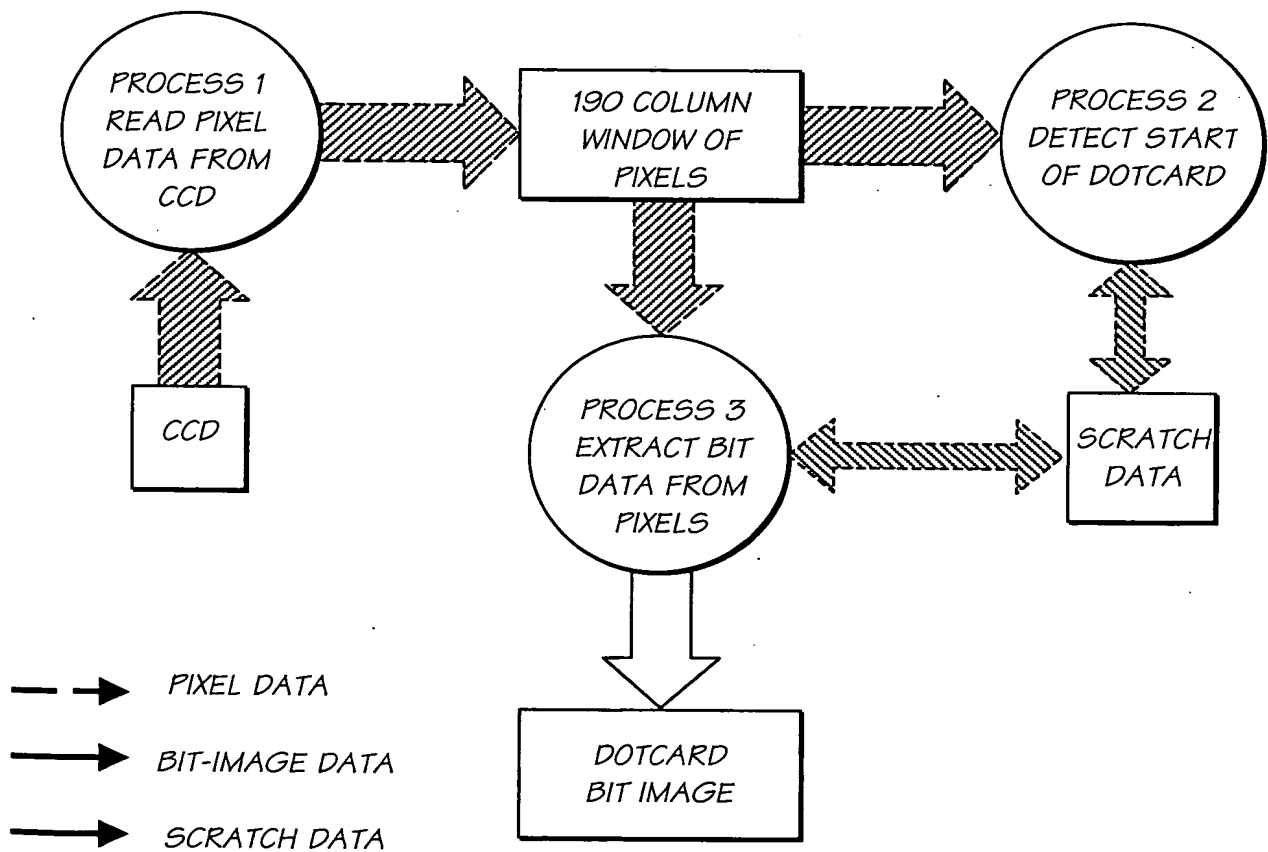 PROCESS 1
READ PIXEL
DATA FROM
CCD
190 COLUMN
WINDOW OF
PIXELS
PROCESS 2
DETECT START
OF DOTCARD
CCD
PROCESS 3
EXTRACT BIT
DATA FROM
PIXELS
SCRATCH
DATA
PIXEL DATA
BIT-IMAGE DATA
SCRATCH DATA
DOTCARD
BIT IMAGE